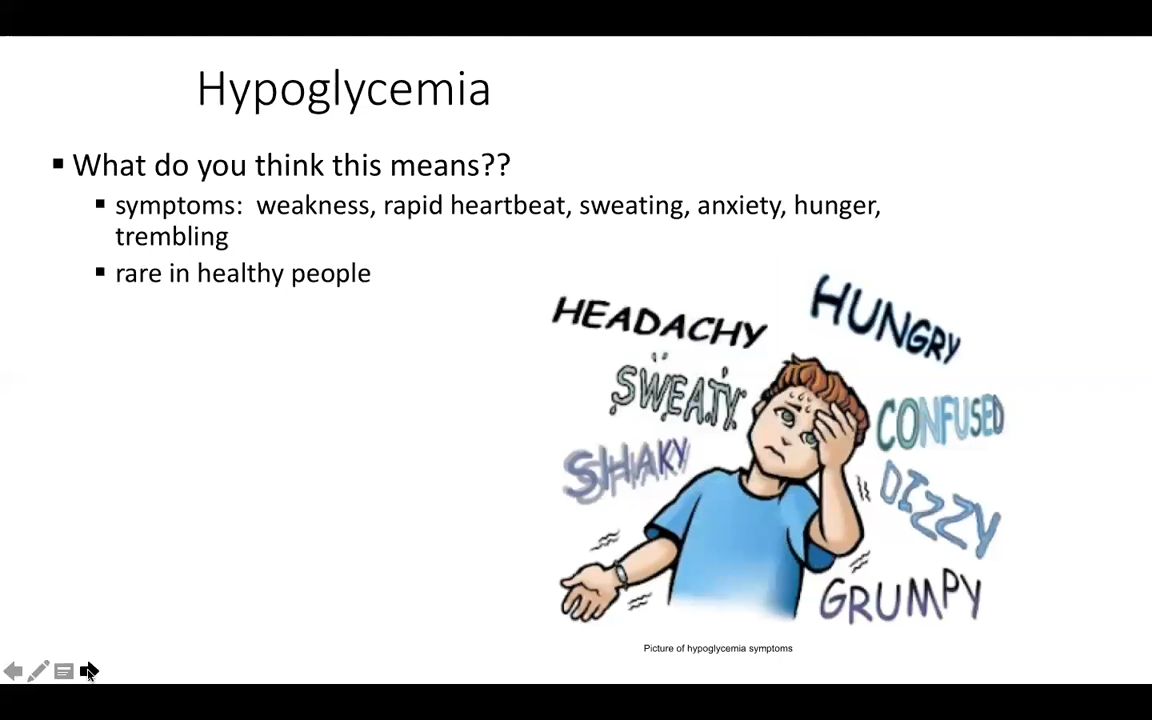 Hypoglycemia
▪ What do you think this means??
▪ symptoms: weakness, rapid heartbeat, sweating, anxiety, hunger,
trembling
▪ rare in healthy people
HEADACHY
HUNGRY
SWEATY
CONFUSED
SHAKY
DIZZY
GRUMPY
Picture of hypoglycemia symptoms